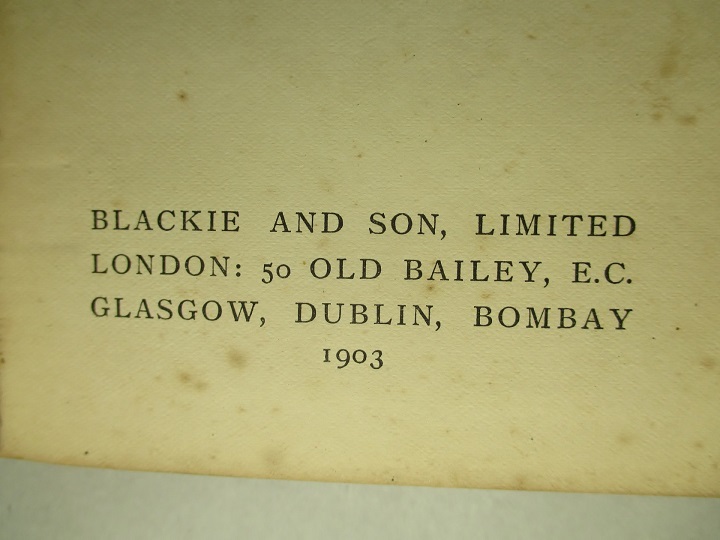 BLACKIE AND SON, LIMITED
LONDON: 50 OLD BAILEY, E.C.
GLASGOW, DUBLIN, BOMBAY
1903